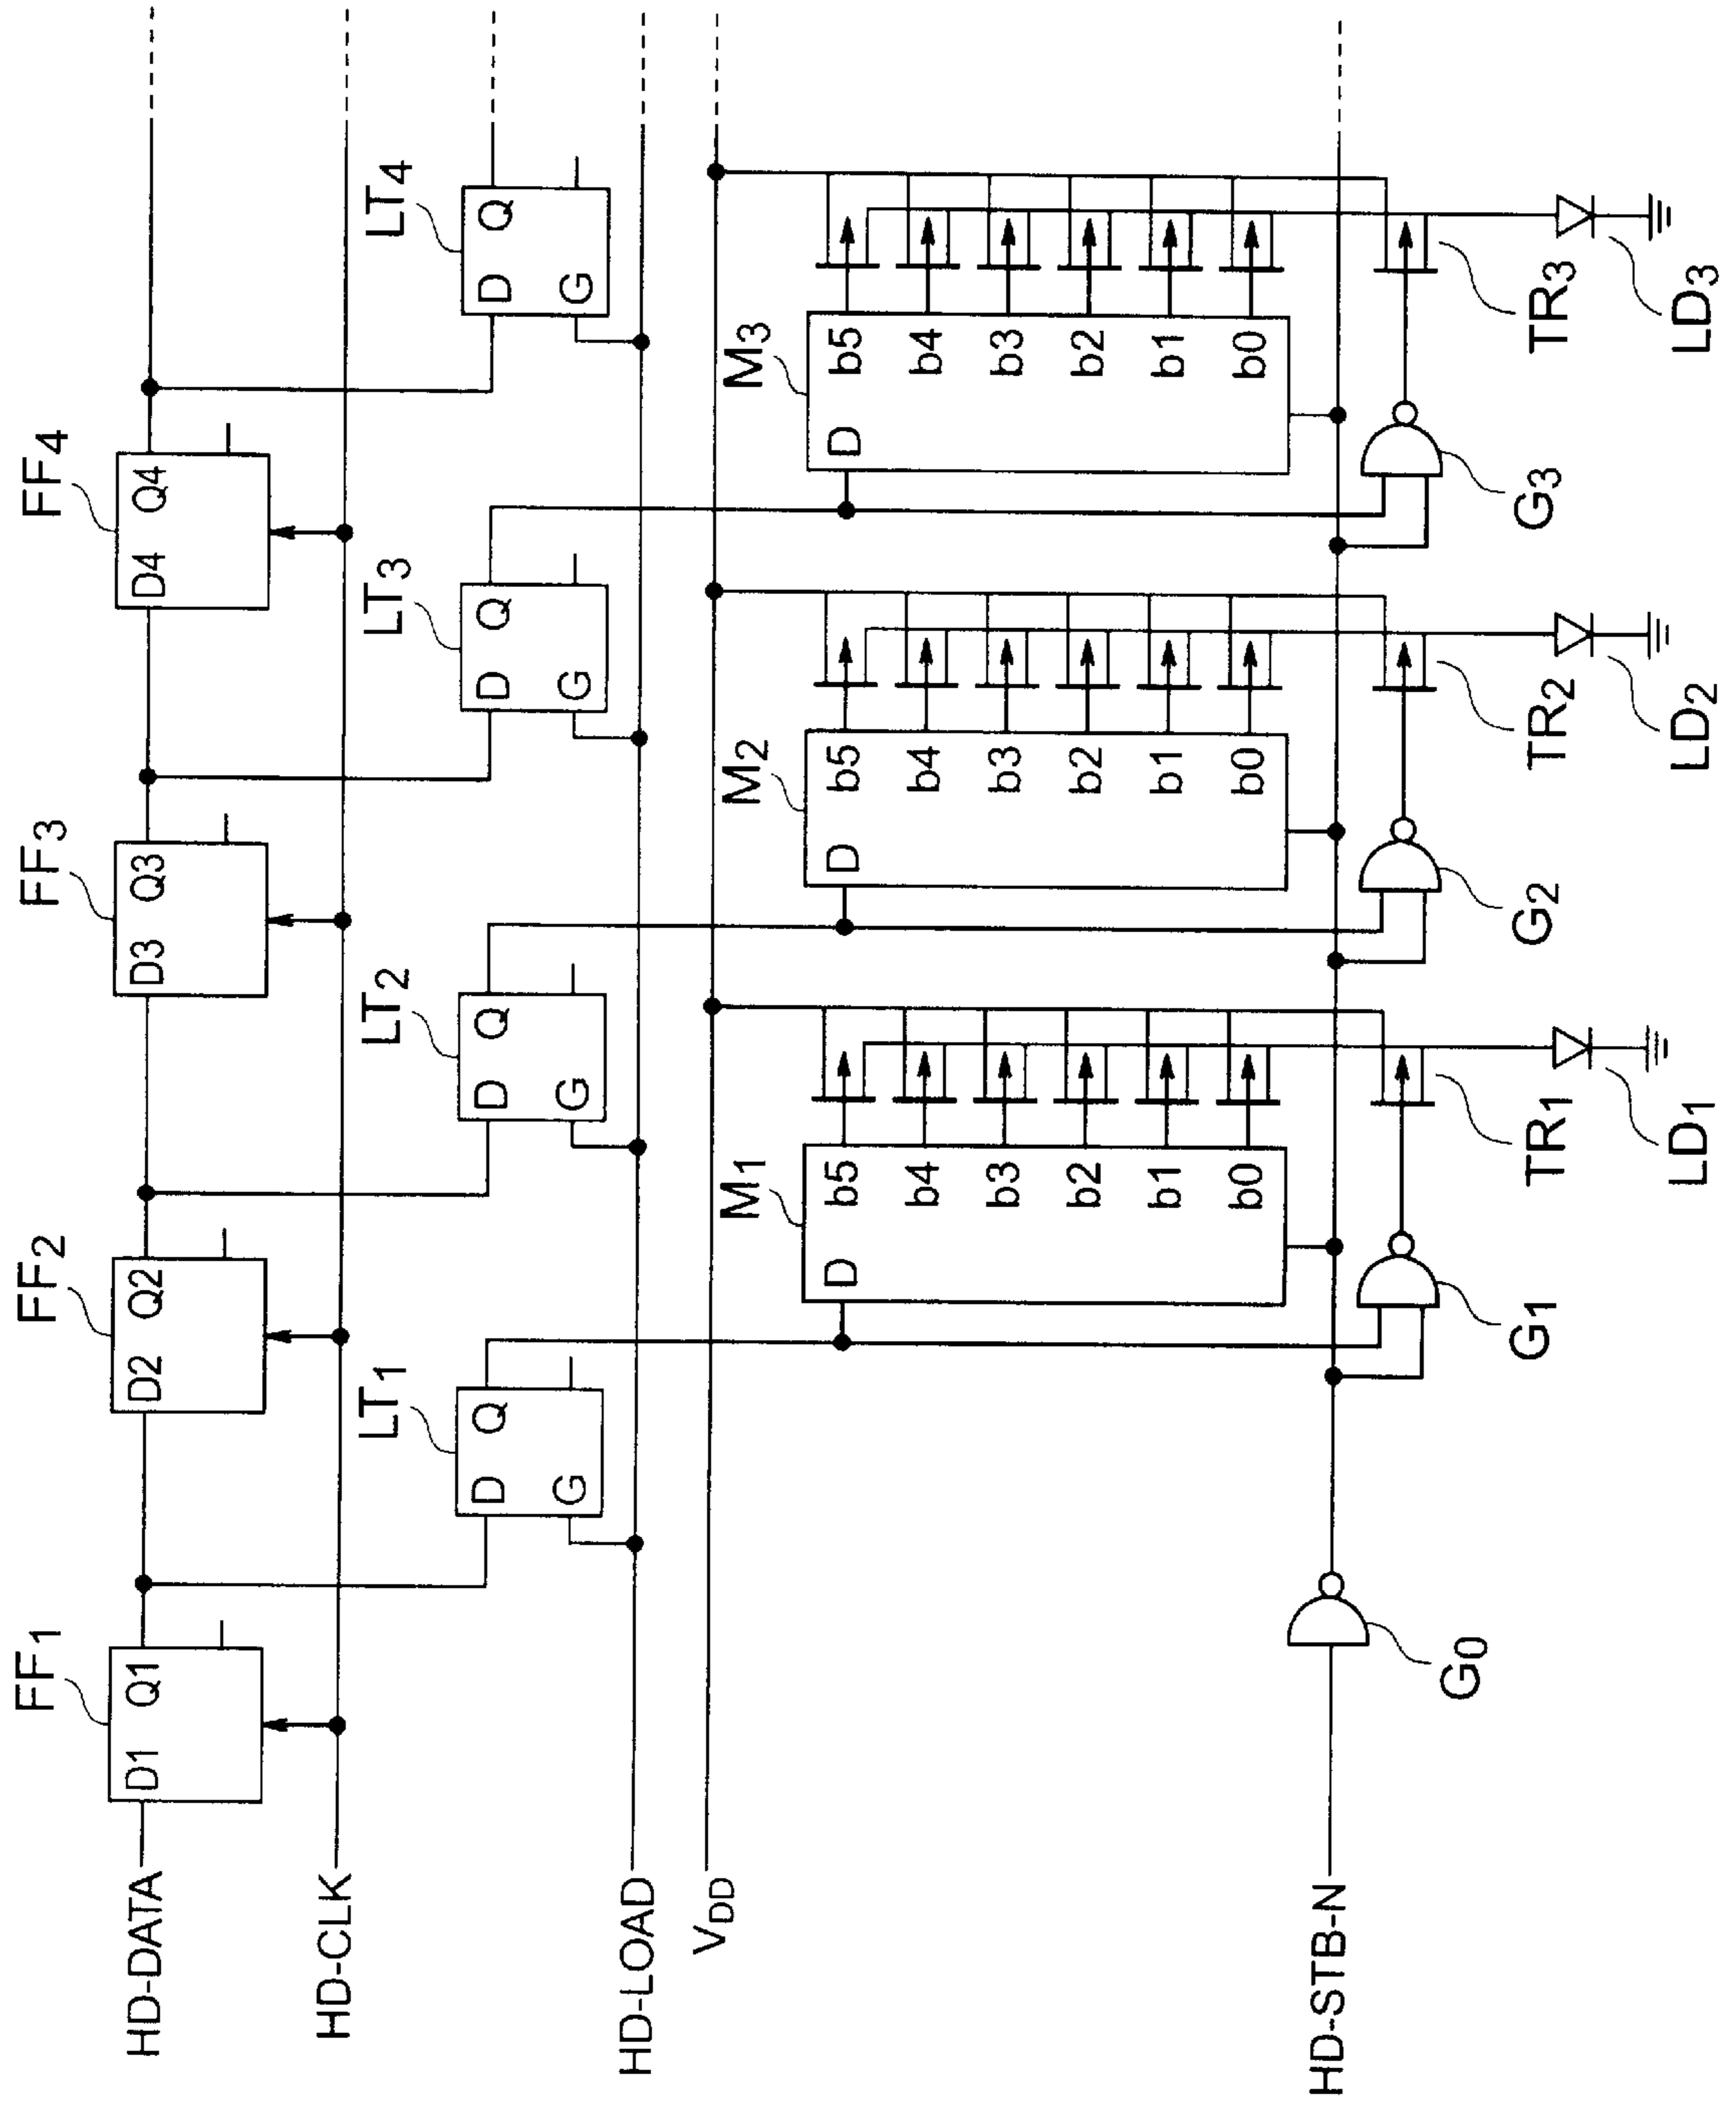 FF1
FF2
FF3
FF4
D1 Q1
D2 Q2
D3 Q3
D4 Q4
HD-DATA
HD-CLK
LT1
LT2
LT3
LT4
D Q
G
D Q
G
D Q
G
D Q
G
HD-LOAD
VDD
M1
M2
M3
D
b5
b4
b3
b2
b1
b0
D
b5
b4
b3
b2
b1
b0
D
b5
b4
b3
b2
b1
b0
HD-STB-N
G0
G1
G2
G3
TR1
TR2
TR3
LD1
LD2
LD3